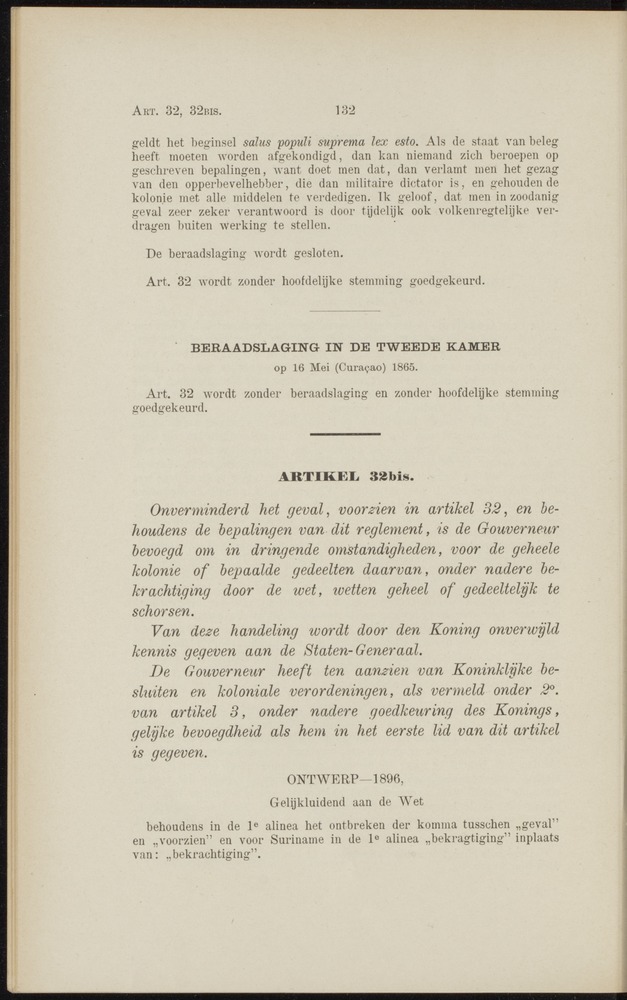 ART. 32, 32BIS. 132
geldt het beginsel salus populi suprema lex esto. Als de staat van beleg
heeft moeten worden afgekondigd, dan kan niemand zich beroepen op
geschreven bepalingen, want doet men dat, dan verlamt men het gezag
van den opperbevelhebber, die dan militaire dictator is, en gehouden de
kolonie met alle middelen te verdedigen. Ik geloof, dat men in zoodanig
geval zeer zeker verantwoord is door tijdelijk ook volkenregtelijke ver-
dragen buiten werking te stellen.
De beraadslaging wordt gesloten.
Art. 32 wordt zonder hoofdelijke stemming goedgekeurd.
BERAADSLAGING IN DE TWEEDE KAMER
op 16 Mei (Curaçao) 1865.
Art. 32 wordt zonder beraadslaging en zonder hoofdelijke stemming
goedgekeurd.
ARTIKEL 32bis.
Onverminderd het geval, voorzien in artikel 32, en be-
houdens de bepalingen van dit reglement, is de Gouverneur
bevoegd om in dringende omstandigheden, voor de geheele
kolonie of bepaalde gedeelten daarvan, onder nadere be-
krachtiging door de wet, wetten geheel of gedeeltelijk te
schorsen.
Van deze handeling wordt door den Koning onverwijld
kennis gegeven aan de Staten-Generaal.
De Gouverneur heeft ten aanzien van Koninklijke be-
sluiten en koloniale verordeningen, als vermeld onder 2º.
van artikel 3, onder nadere goedkeuring des Konings,
gelijke bevoegdheid als hem in het eerste lid van dit artikel
is gegeven.
ONTWERP—1896,
Gelijkluidend aan de Wet
behoudens in de 1e alinea het ontbreken der komma tusschen „geval”
en „voorzien” en voor Suriname in de 1e alinea „bekragtiging” inplaats
van: „bekrachtiging”.